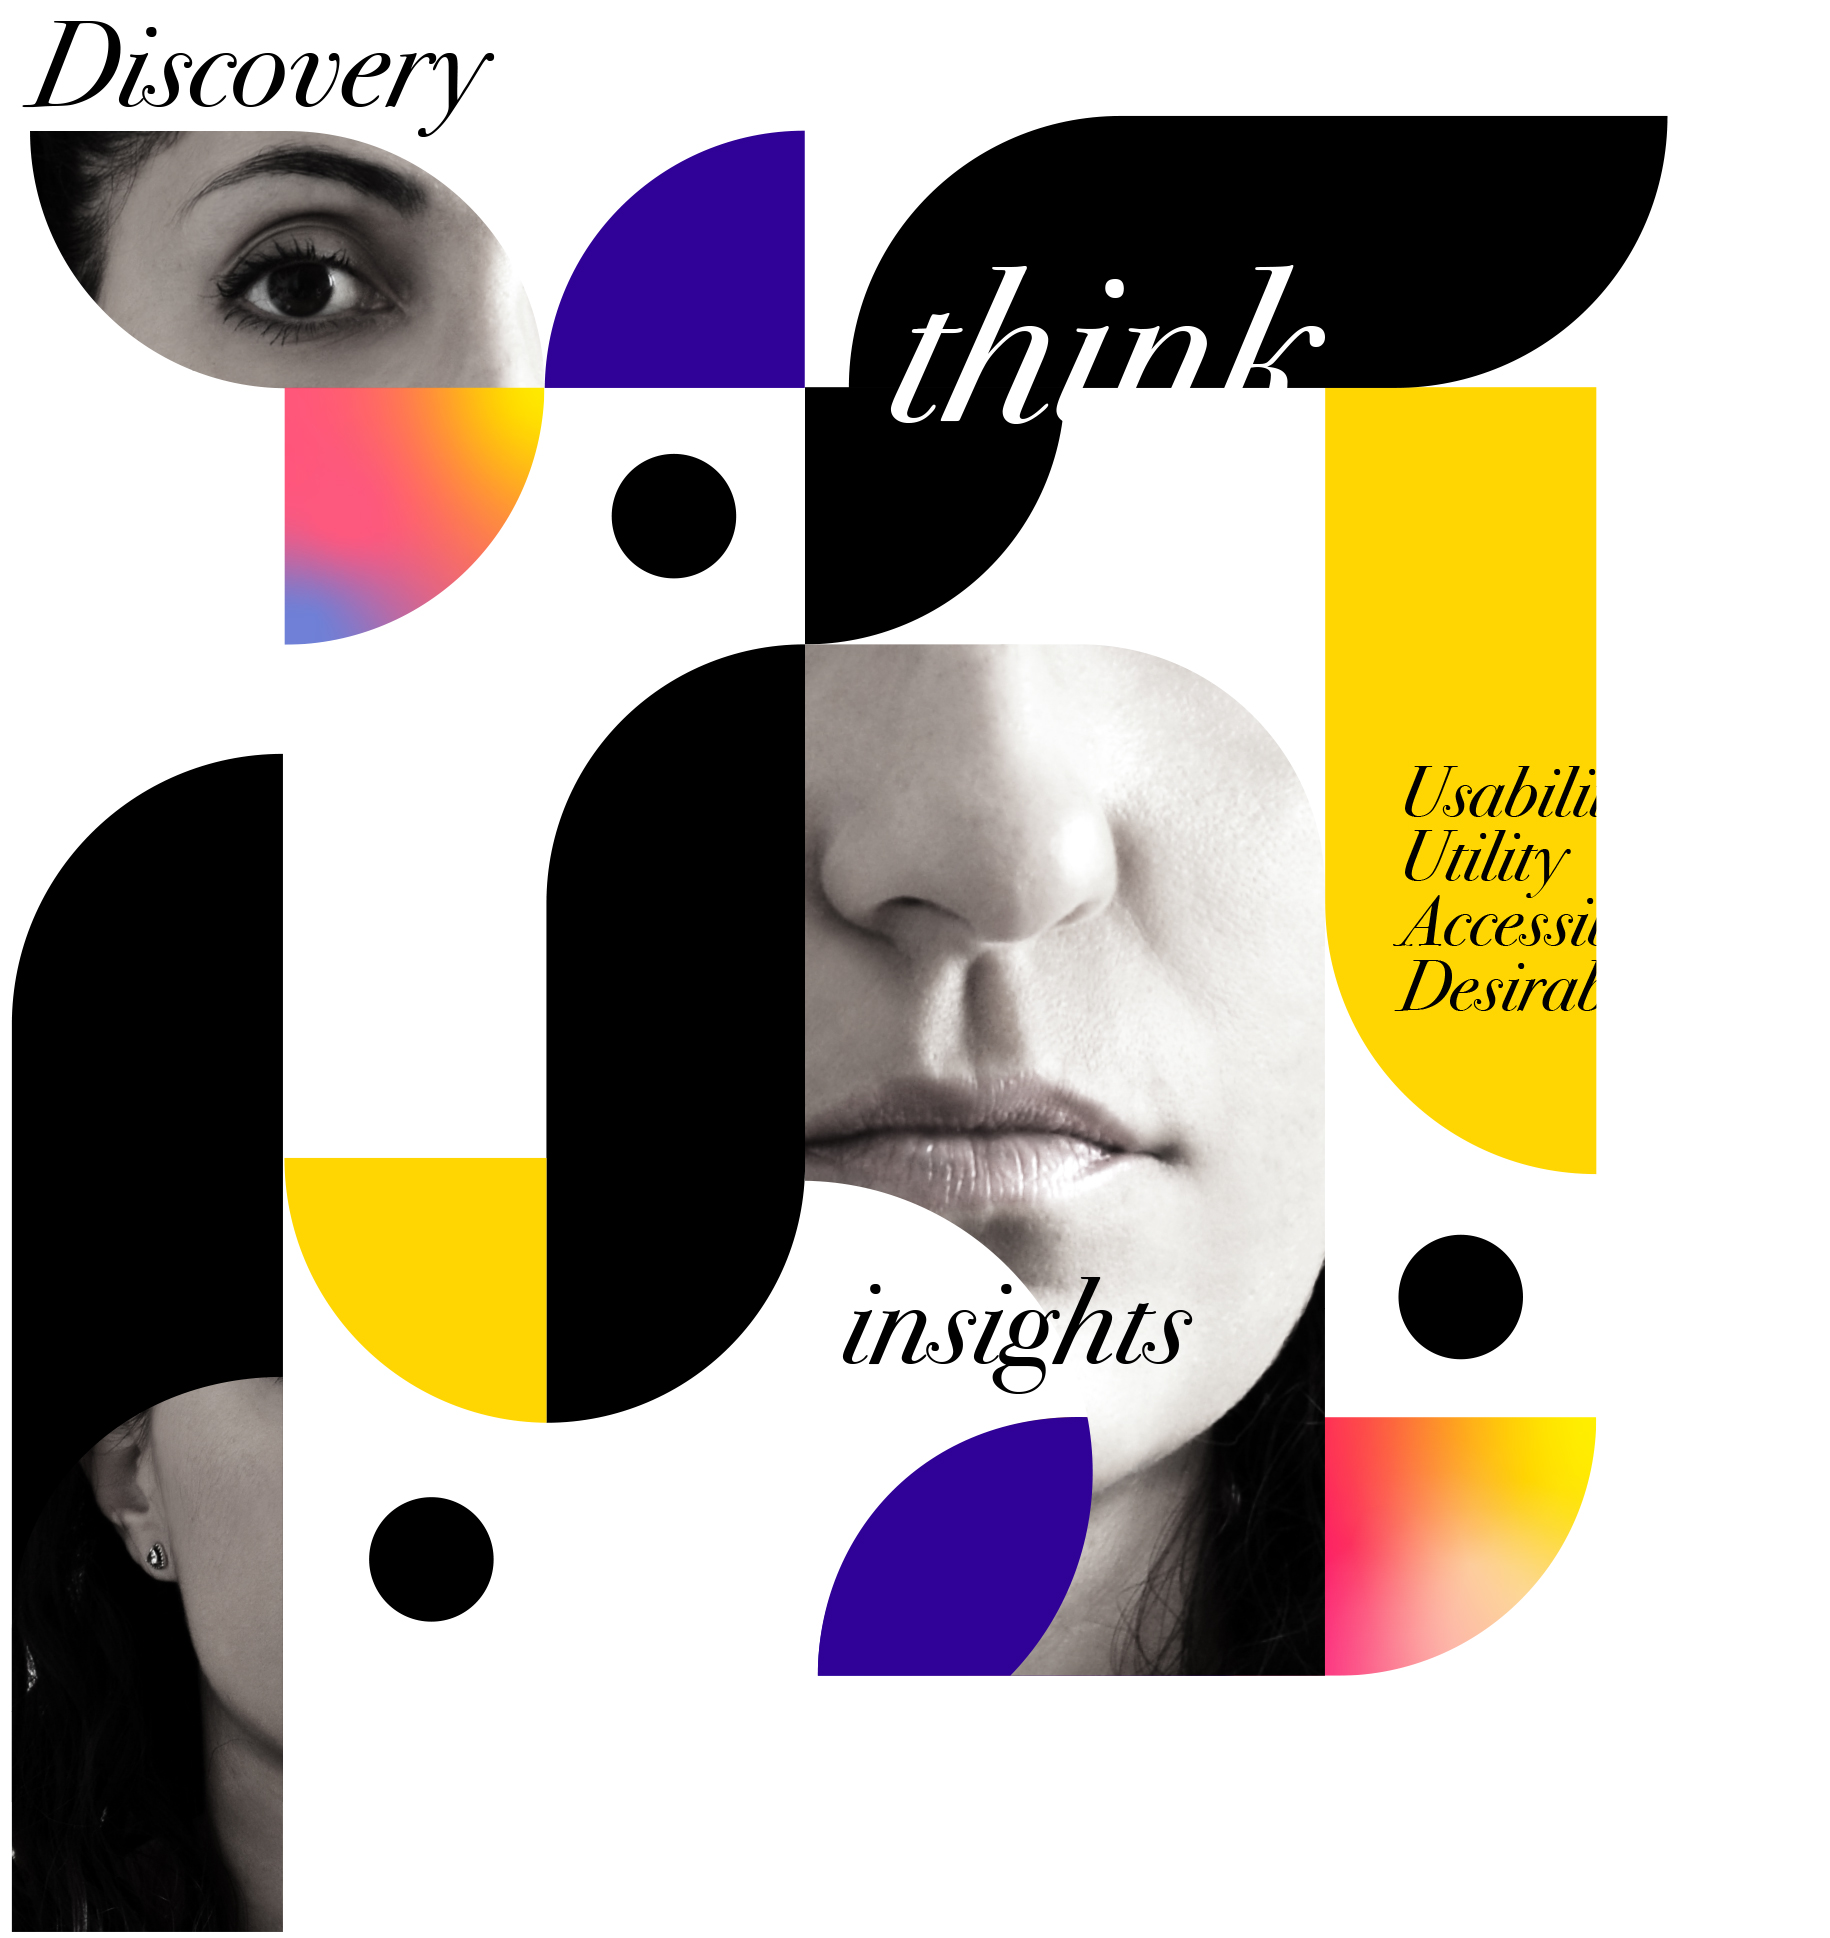 Discovery
think
Usabili
Utility
Accessi
Desirab
insights